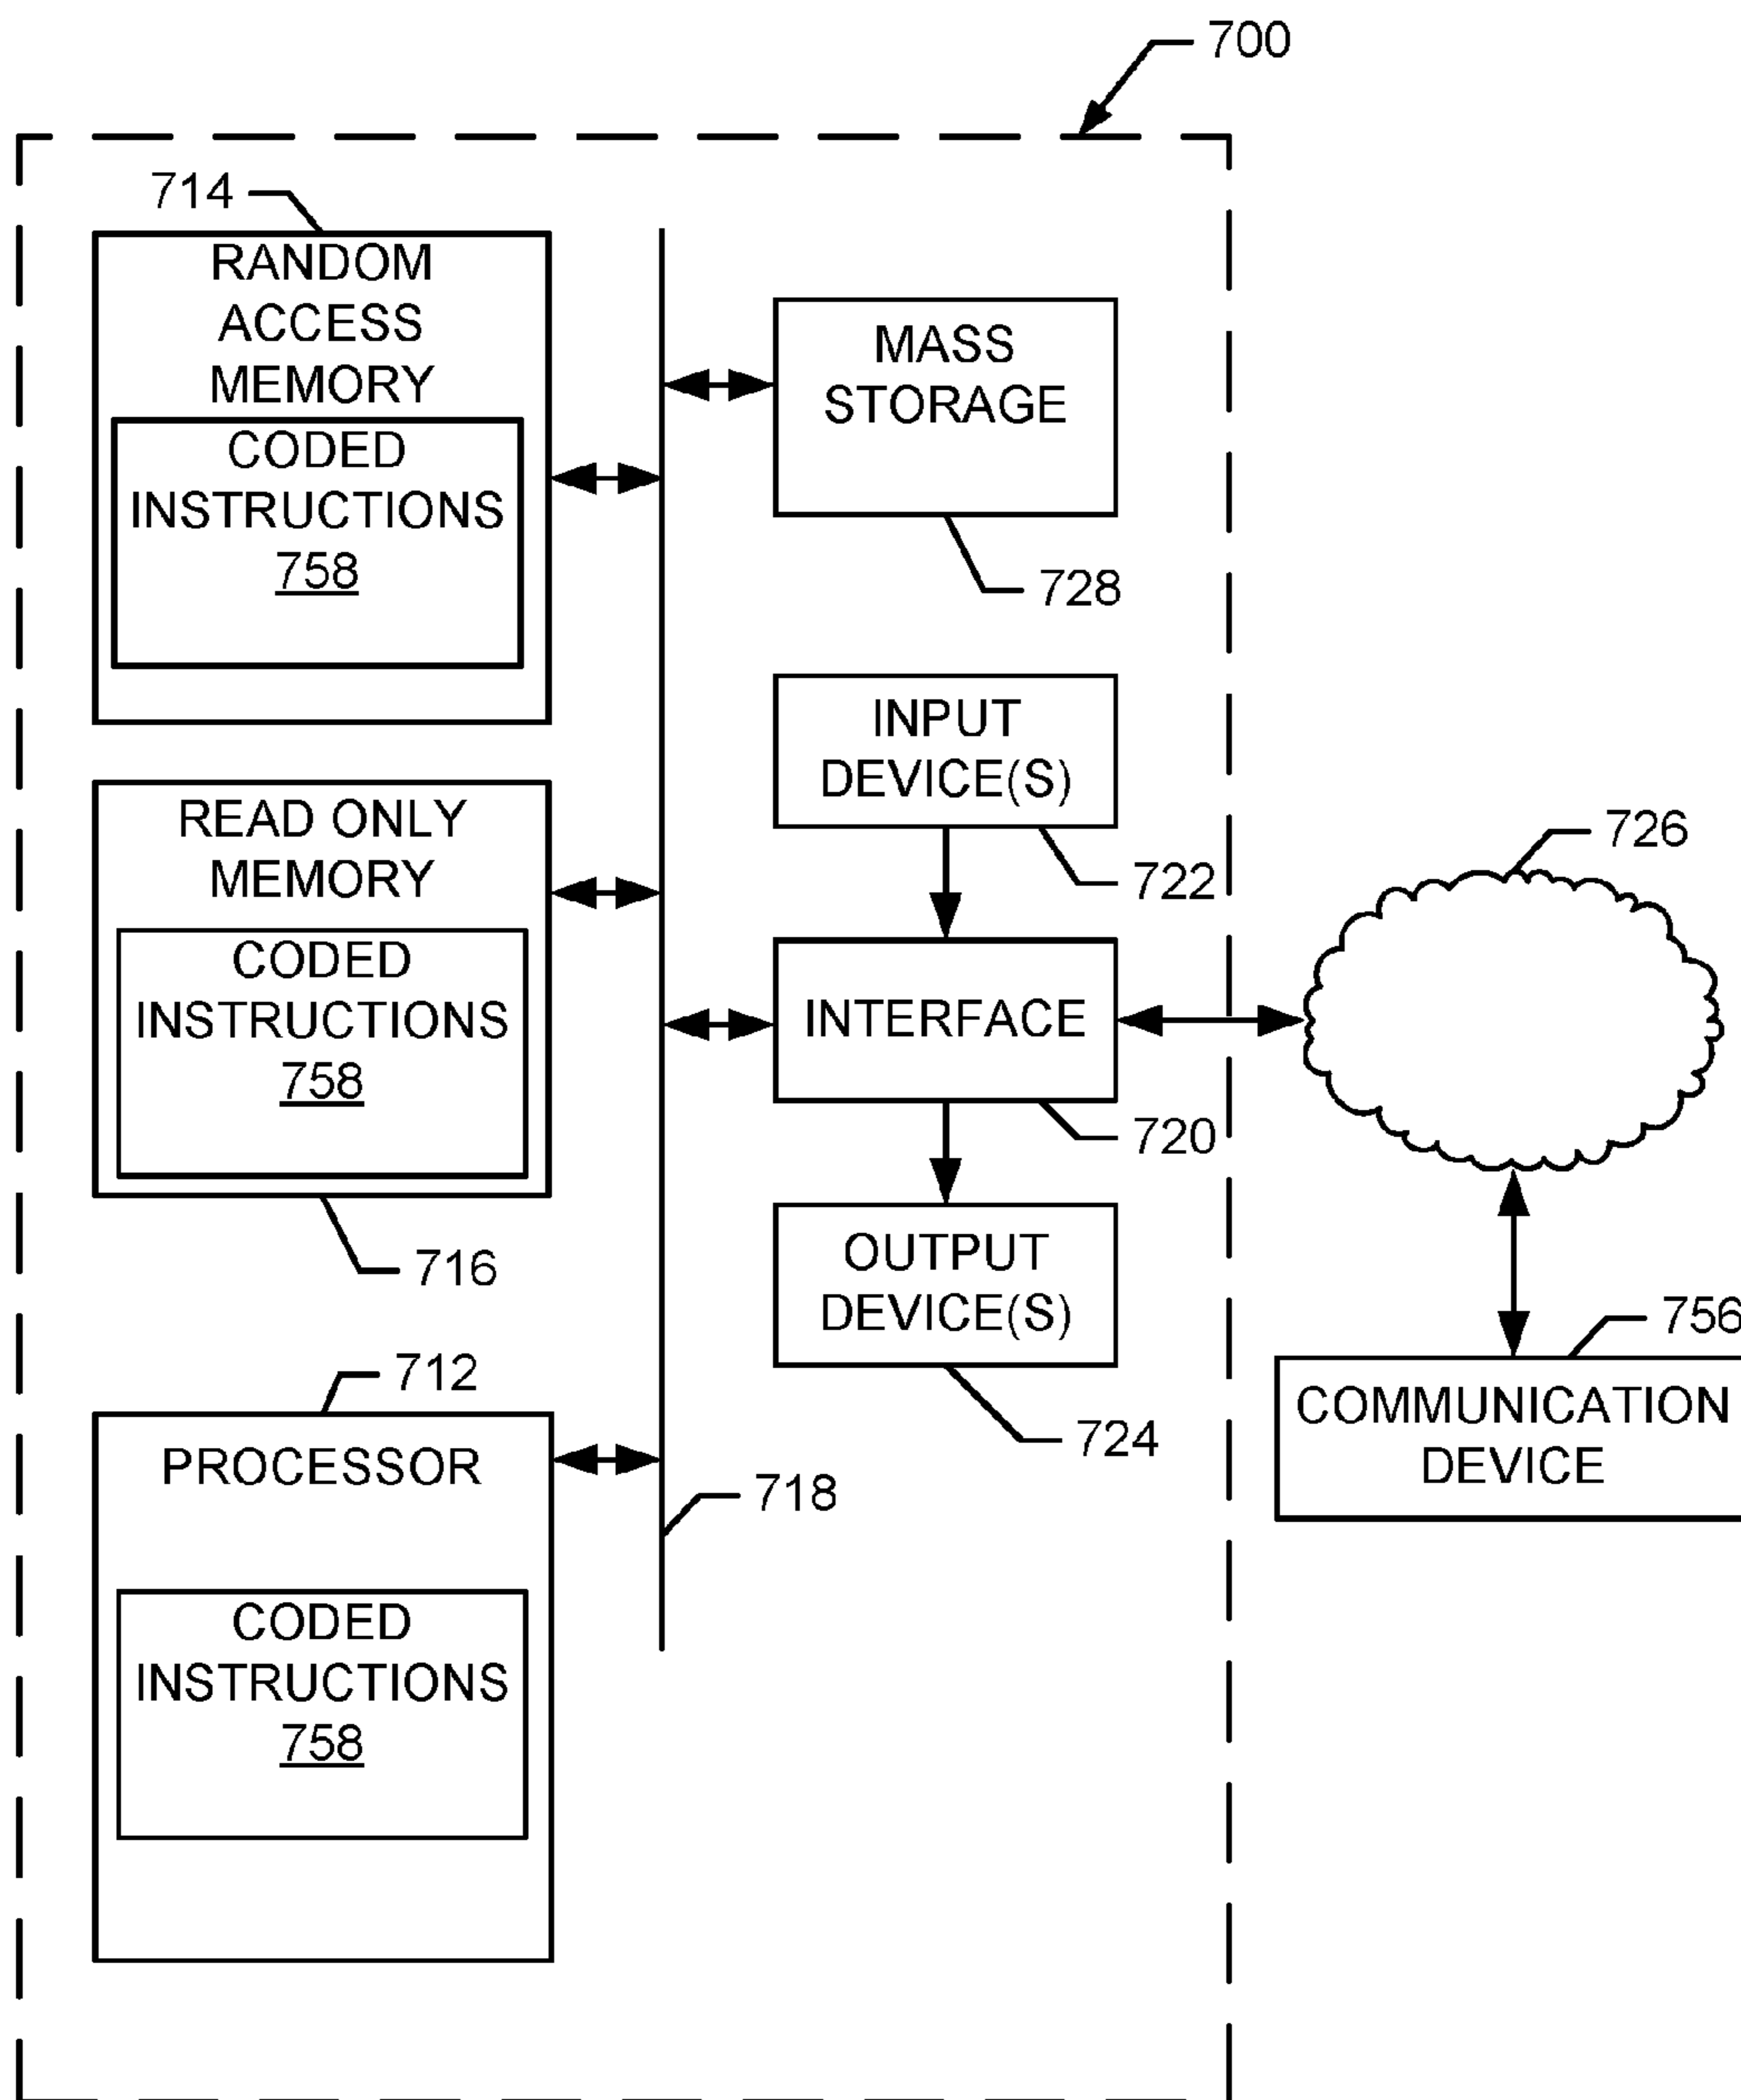 700
714
RANDOM
ACCESS
MEMORY
CODED
INSTRUCTIONS
758
MASS
STORAGE
728
INPUT
DEVICE(S)
722
READ ONLY
MEMORY
CODED
INSTRUCTIONS
758
716
INTERFACE
720
726
OUTPUT
DEVICE(S)
724
756
COMMUNICATION
DEVICE
712
PROCESSOR
CODED
INSTRUCTIONS
758
718